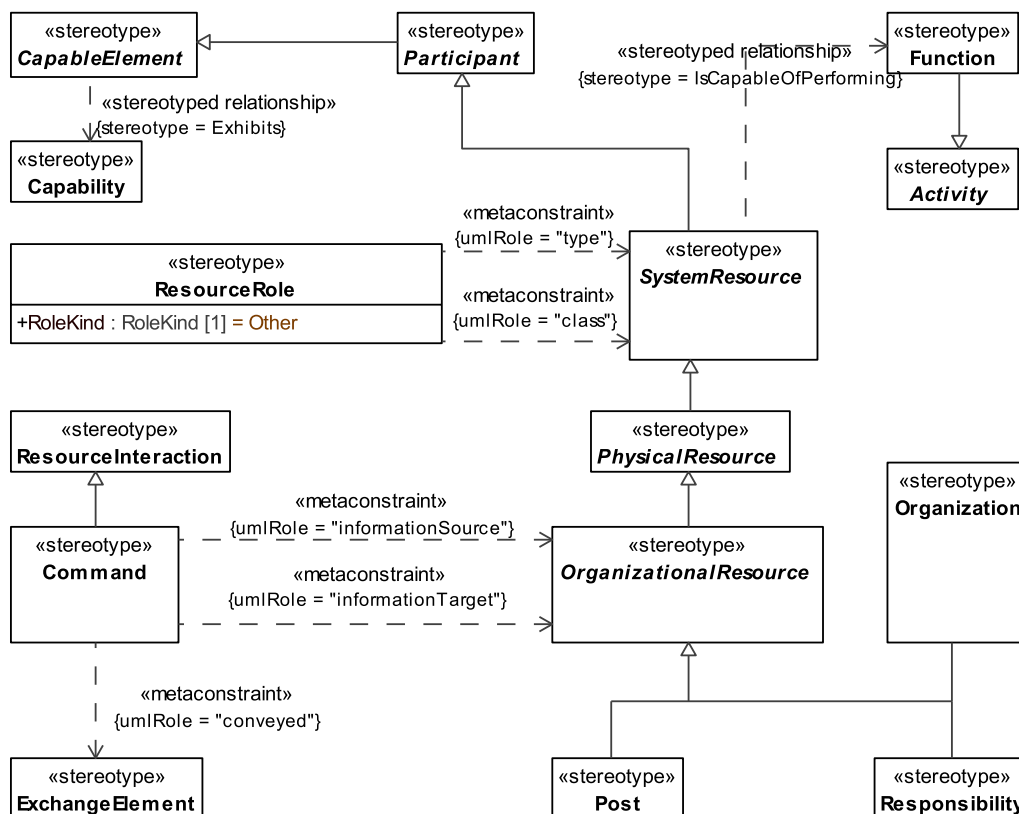 «stereotype»
CapableElement
«stereotype»
Participant
«stereotyped relationship»
{stereotype = IsCapableOfPerforming}
«stereotype»
Function
«stereotyped relationship»
{stereotype = Exhibits}
«stereotype»
Capability
«stereotype»
Activity
«metaconstraint»
{umlRole = "type"}
«stereotype»
ResourceRole
+RoleKind : RoleKind [1] = Other
«metaconstraint»
{umlRole = "class"}
«stereotype»
SystemResource
«stereotype»
ResourceInteraction
«stereotype»
PhysicalResource
«stereotype»
Organization
«metaconstraint»
{umlRole = "informationSource"}
«stereotype»
Command
«stereotype»
OrganizationalResource
«metaconstraint»
{umlRole = "informationTarget"}
«metaconstraint»
{umlRole = "conveyed"}
«stereotype»
ExchangeElement
«stereotype»
Post
«stereotype»
Responsibility